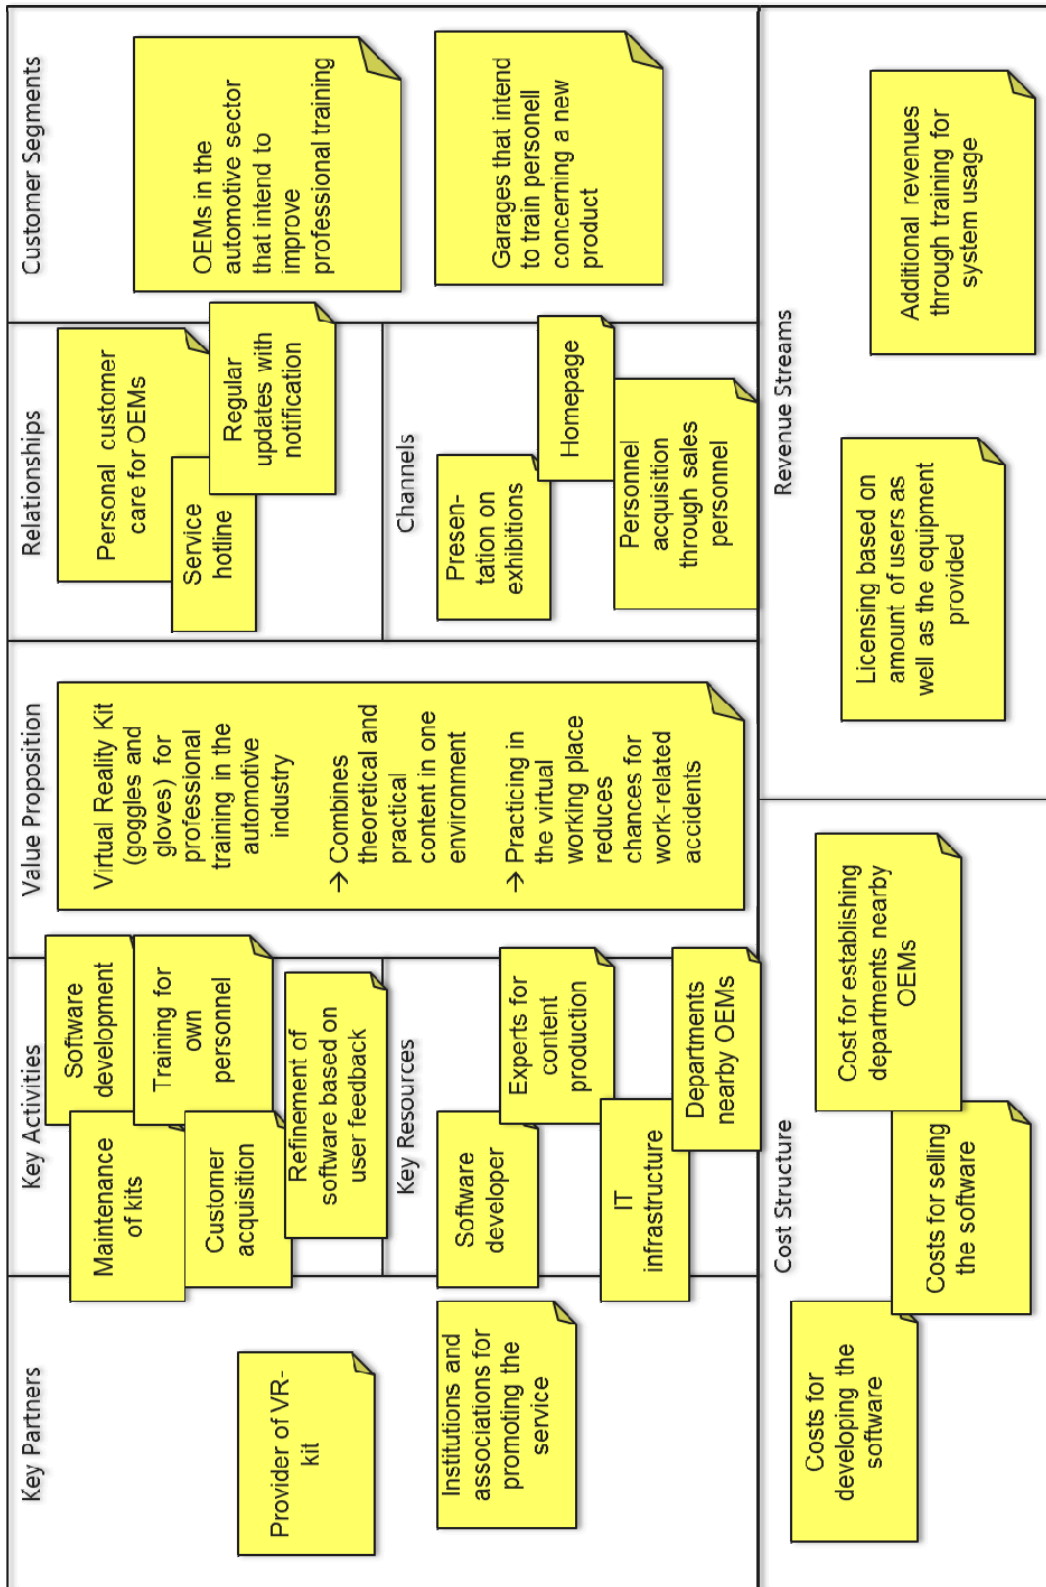 Key Partners
Provider of VR-
kit
Institutions and
associations for
promoting the
service
Key Activities
Software
development
Maintenance
of kits
Training for
own
personnel
Customer
acquisition
Refinement of
software based on
user feedback
Key Resources
Software
developer
Experts for
content
production
IT
infrastructure
Departments
nearby OEMs
Value Proposition
Virtual Reality Kit
(goggles and
gloves) for
professional
training in the
automotive
industry
→ Combines
theoretical and
practical
content in one
environment
→ Practicing in
the virtual
working place
reduces
chances for
work-related
accidents
Relationships
Personal customer
care for OEMs
Service
hotline
Regular
updates with
notification
Channels
Presen-
tation on
exhibitions
Homepage
Personnel
acquisition
through sales
personnel
Customer Segments
OEMs in the
automotive sector
that intend to
improve
professional training
Garages that intend
to train personell
concerning a new
product
Cost Structure
Costs for
developing the
software
Costs for selling
the software
Cost for establishing
departments nearby
OEMs
Revenue Streams
Licensing based on
amount of users as
well as the equipment
provided
Additional revenues
through training for
system usage